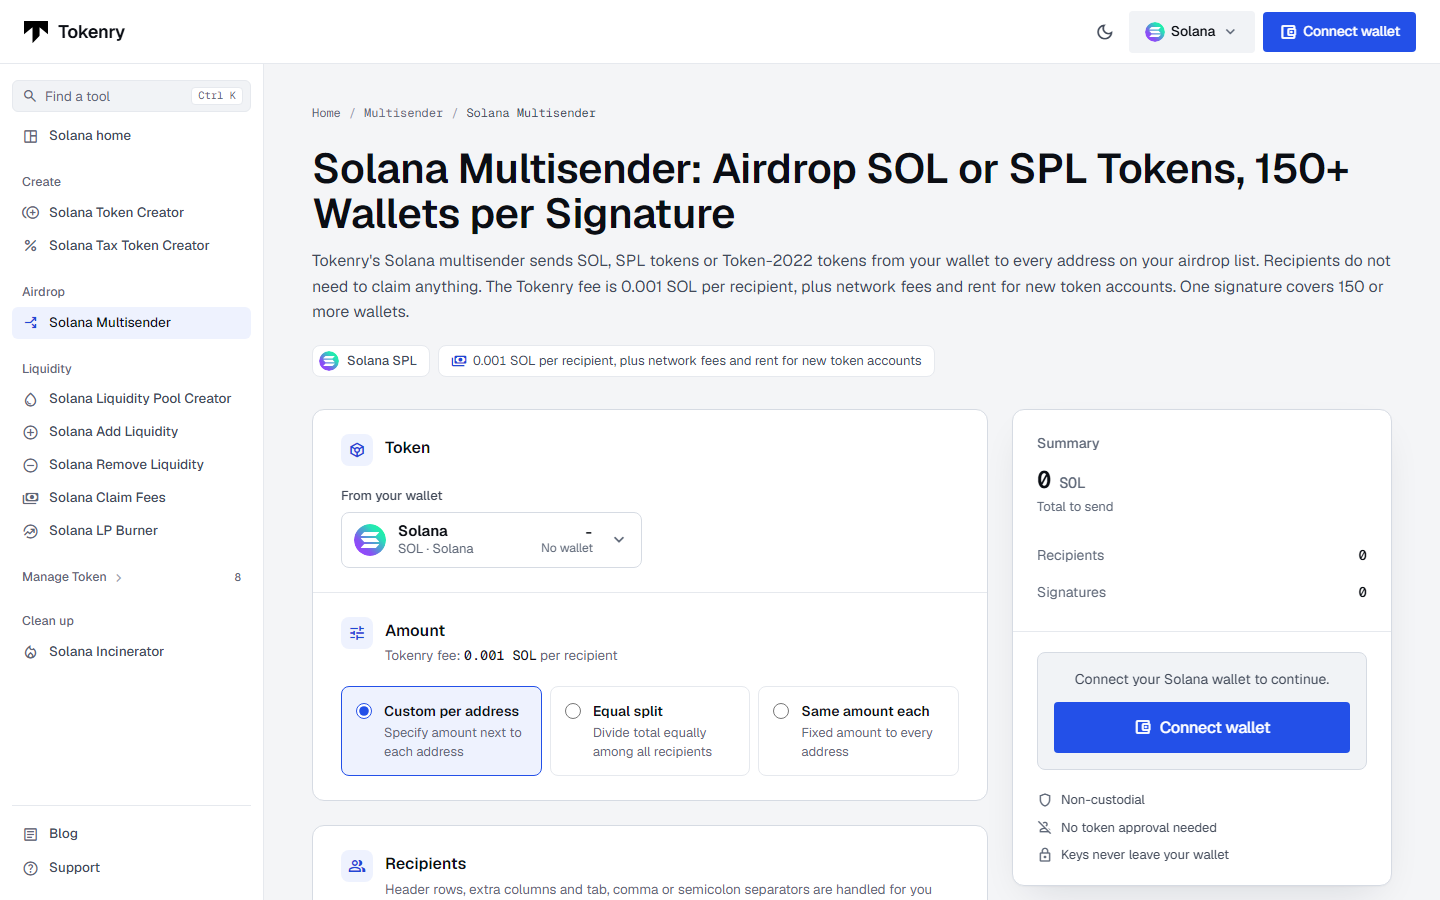 Tokenry
Solana
Connect wallet
Find a tool
Ctrl K
Solana home
Create
Solana Token Creator
Solana Tax Token Creator
Airdrop
Solana Multisender
Liquidity
Solana Liquidity Pool Creator
Solana Add Liquidity
Solana Remove Liquidity
Solana Claim Fees
Solana LP Burner
Manage Token
8
Clean up
Solana Incinerator
Blog
Support
Home / Multisender / Solana Multisender
Solana Multisender: Airdrop SOL or SPL Tokens, 150+
Wallets per Signature
Tokenry's Solana multisender sends SOL, SPL tokens or Token-2022 tokens from your wallet to every address on your airdrop list. Recipients do not
need to claim anything. The Tokenry fee is 0.001 SOL per recipient, plus network fees and rent for new token accounts. One signature covers 150 or
more wallets.
Solana SPL
0.001 SOL per recipient, plus network fees and rent for new token accounts
Token
From your wallet
Solana
SOL · Solana
-
No wallet
Amount
Tokenry fee: 0.001 SOL per recipient
Custom per address
Specify amount next to
each address
Equal split
Divide total equally
among all recipients
Same amount each
Fixed amount to every
address
Recipients
Header rows, extra columns and tab, comma or semicolon separators are handled for you
Summary
0 SOL
Total to send
Recipients 0
Signatures 0
Connect your Solana wallet to continue.
Connect wallet
Non-custodial
No token approval needed
Keys never leave your wallet